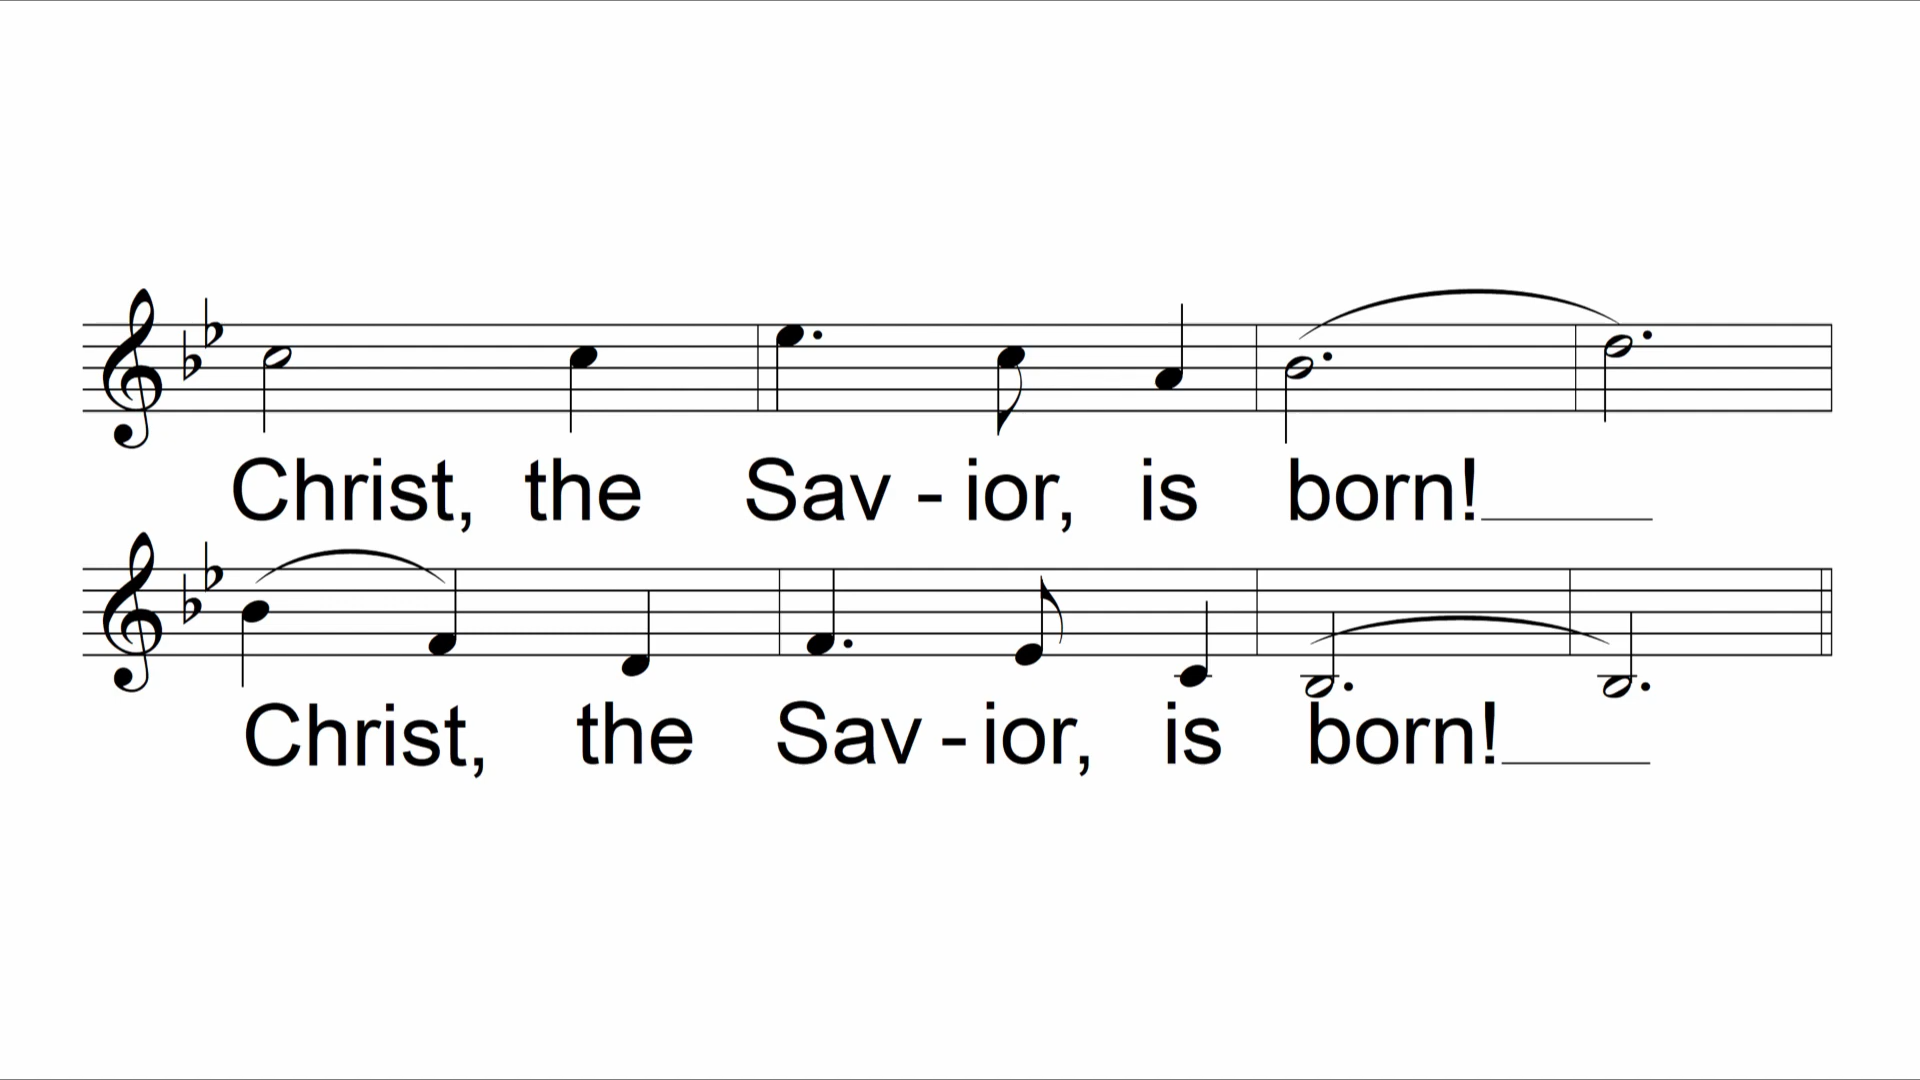 Christ, the Sav - ior, is born!
Christ, the Sav - ior, is born!